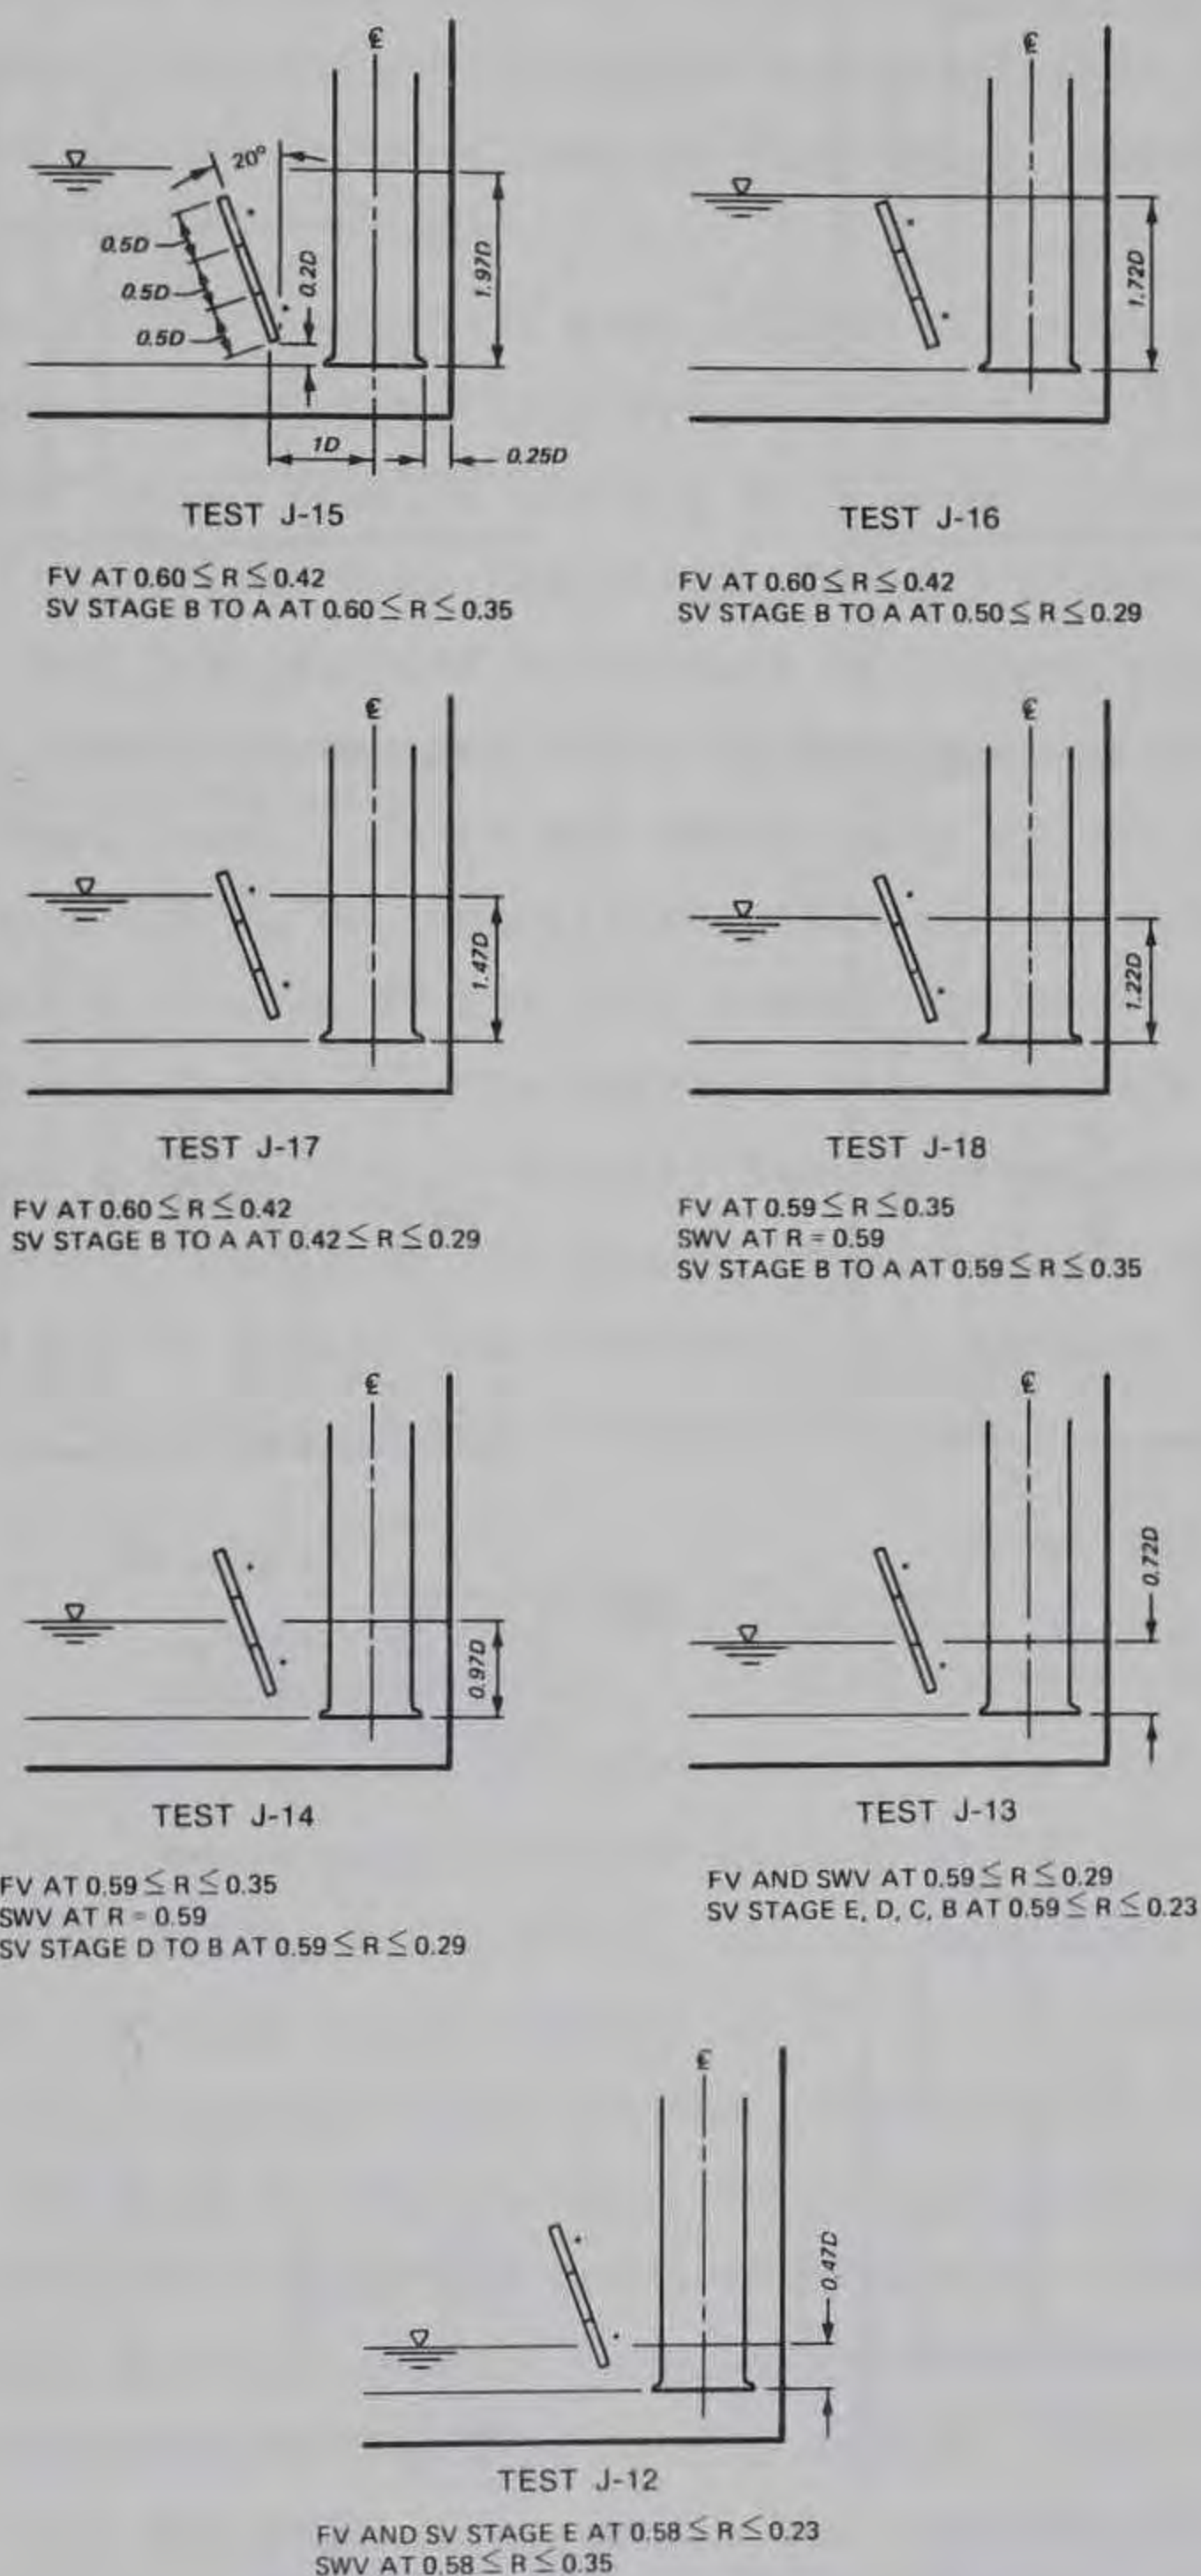 ℄
20°
0.5D
0.5D
0.5D
0.2D
1.97D
1D
0.25D
TEST J-15
FV AT 0.60 ≤ R ≤ 0.42
SV STAGE B TO A AT 0.60 ≤ R ≤ 0.35
℄
1.72D
TEST J-16
FV AT 0.60 ≤ R ≤ 0.42
SV STAGE B TO A AT 0.50 ≤ R ≤ 0.29
℄
1.47D
TEST J-17
FV AT 0.60 ≤ R ≤ 0.42
SV STAGE B TO A AT 0.42 ≤ R ≤ 0.29
℄
1.22D
TEST J-18
FV AT 0.59 ≤ R ≤ 0.35
SWV AT R = 0.59
SV STAGE B TO A AT 0.59 ≤ R ≤ 0.35
℄
0.97D
TEST J-14
FV AT 0.59 ≤ R ≤ 0.35
SWV AT R = 0.59
SV STAGE D TO B AT 0.59 ≤ R ≤ 0.29
℄
0.72D
TEST J-13
FV AND SWV AT 0.59 ≤ R ≤ 0.29
SV STAGE E, D, C, B AT 0.59 ≤ R ≤ 0.23
℄
0.47D
TEST J-12
FV AND SV STAGE E AT 0.58 ≤ R ≤ 0.23
SWV AT 0.58 ≤ R ≤ 0.35